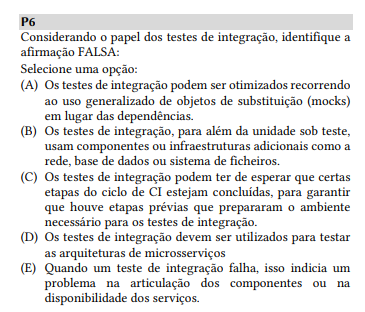 P6
Considerando o papel dos testes de integração, identifique a
afirmação FALSA:
Selecione uma opção:
(A) Os testes de integração podem ser otimizados recorrendo
ao uso generalizado de objetos de substituição (mocks)
em lugar das dependências.
(B) Os testes de integração, para além da unidade sob teste,
usam componentes ou infraestruturas adicionais como a
rede, base de dados ou sistema de ficheiros.
(C) Os testes de integração podem ter de esperar que certas
etapas do ciclo de CI estejam concluídas, para garantir
que houve etapas prévias que prepararam o ambiente
necessário para os testes de integração.
(D) Os testes de integração devem ser utilizados para testar
as arquiteturas de microsserviços
(E) Quando um teste de integração falha, isso indicia um
problema na articulação dos componentes ou na
disponibilidade dos serviços.